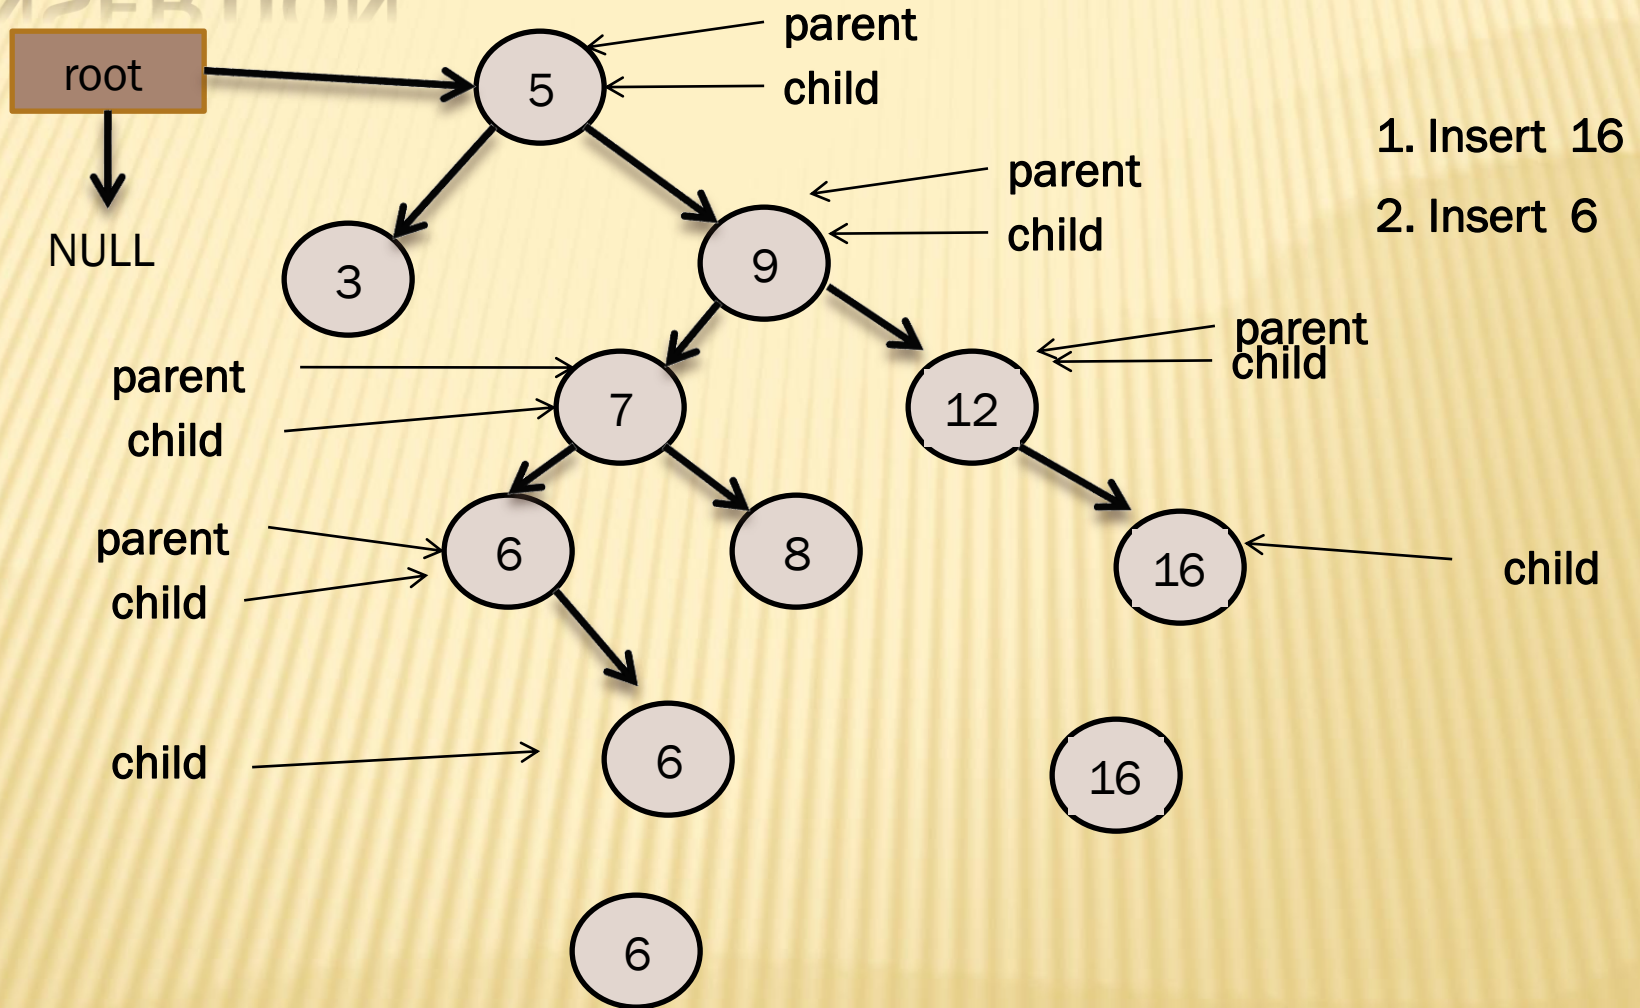 root
parent
5
child
1. Insert 16
parent
2. Insert 6
NULL
child
3
9
parent
child
parent
7
12
child
parent
6
8
16
child
child
child
6
16
6